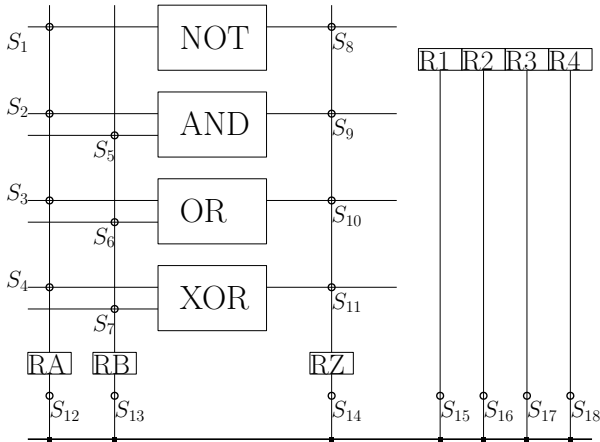 S1 NOT S8
R1 R2 R3 R4
S2 AND S9
S5
S3 OR S10
S6
S4 XOR S11
S7
RA RB RZ
S12 S13 S14 S15 S16 S17 S18